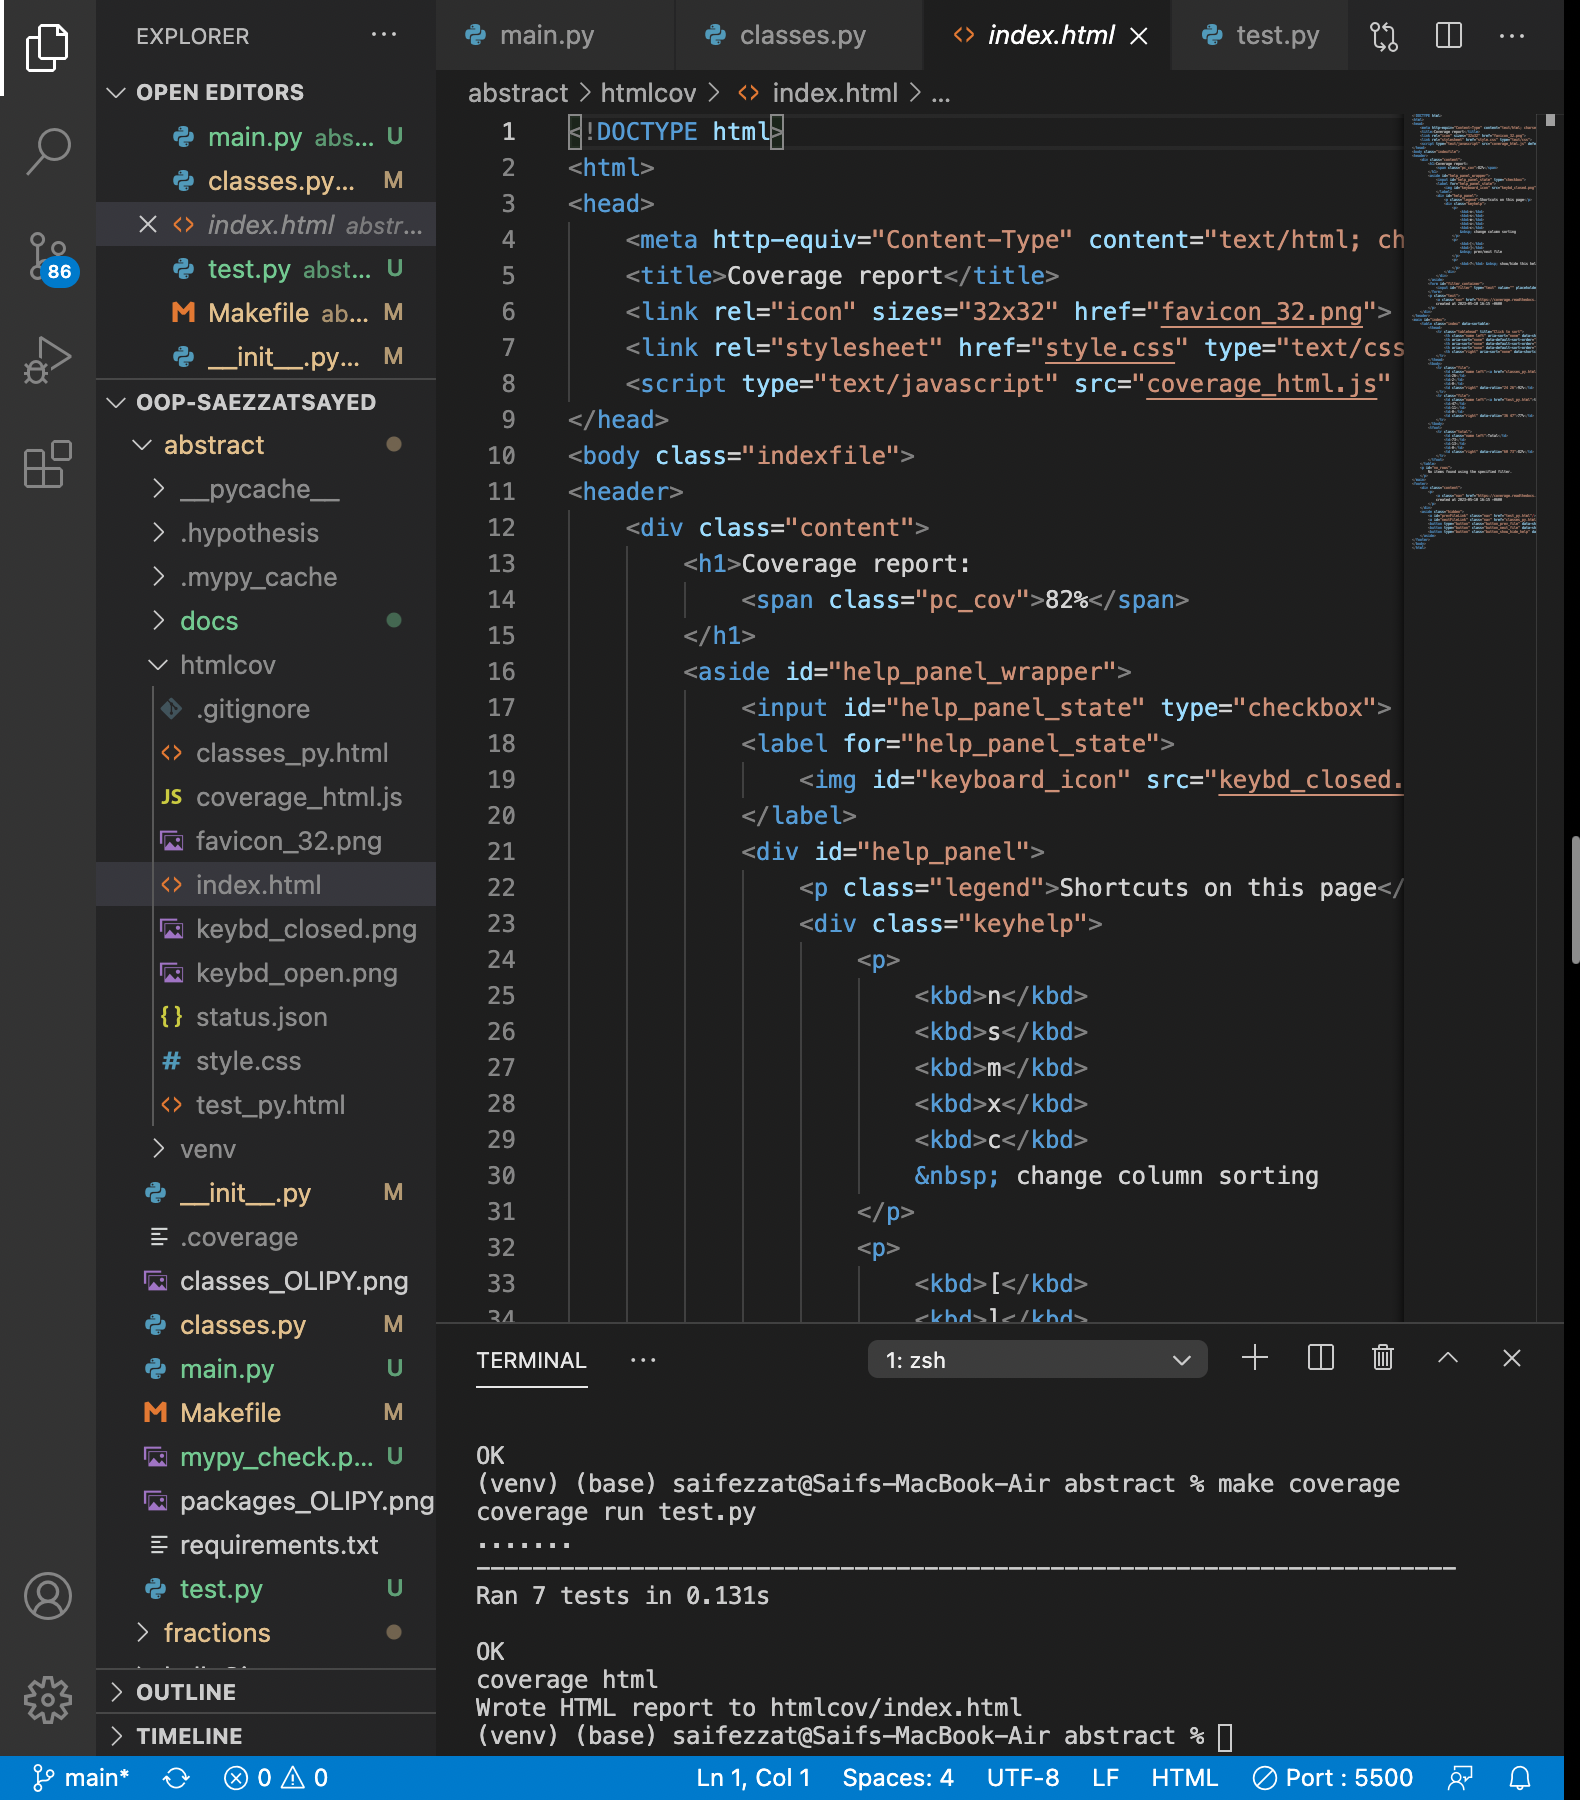 EXPLORER
OPEN EDITORS
main.py abs... U
classes.py... M
index.html abstr...
test.py abst... U
Makefile ab... M
__init__.py... M
86
OOP-SAEZZATSAYED
abstract
__pycache__
.hypothesis
.mypy_cache
docs
htmlcov
.gitignore
classes_py.html
JS coverage_html.js
favicon_32.png
index.html
keybd_closed.png
keybd_open.png
{} status.json
# style.css
test_py.html
venv
__init__.py M
.coverage
classes_OLIPY.png
classes.py M
main.py U
Makefile M
mypy_check.p... U
packages_OLIPY.png
requirements.txt
test.py U
fractions
OUTLINE
TIMELINE
main.py classes.py index.html test.py
abstract > htmlcov > index.html > ...
1 <!DOCTYPE html>
2 <html>
3 <head>
4 <meta http-equiv="Content-Type" content="text/html; ch
5 <title>Coverage report</title>
6 <link rel="icon" sizes="32x32" href="favicon_32.png">
7 <link rel="stylesheet" href="style.css" type="text/css
8 <script type="text/javascript" src="coverage_html.js"
9 </head>
10 <body class="indexfile">
11 <header>
12 <div class="content">
13 <h1>Coverage report:
14 <span class="pc_cov">82%</span>
15 </h1>
16 <aside id="help_panel_wrapper">
17 <input id="help_panel_state" type="checkbox">
18 <label for="help_panel_state">
19 <img id="keyboard_icon" src="keybd_closed.
20 </label>
21 <div id="help_panel">
22 <p class="legend">Shortcuts on this page</
23 <div class="keyhelp">
24 <p>
25 <kbd>n</kbd>
26 <kbd>s</kbd>
27 <kbd>m</kbd>
28 <kbd>x</kbd>
29 <kbd>c</kbd>
30 &nbsp; change column sorting
31 </p>
32 <p>
33 <kbd>[</kbd>
34 <kbd>]</kbd>
TERMINAL ... 1: zsh
OK
(venv) (base) saifezzat@Saifs-MacBook-Air abstract % make coverage
coverage run test.py
.......
----------------------------------------------------------------------
Ran 7 tests in 0.131s
OK
coverage html
Wrote HTML report to htmlcov/index.html
(venv) (base) saifezzat@Saifs-MacBook-Air abstract %
main* 0 0 Ln 1, Col 1 Spaces: 4 UTF-8 LF HTML Port : 5500